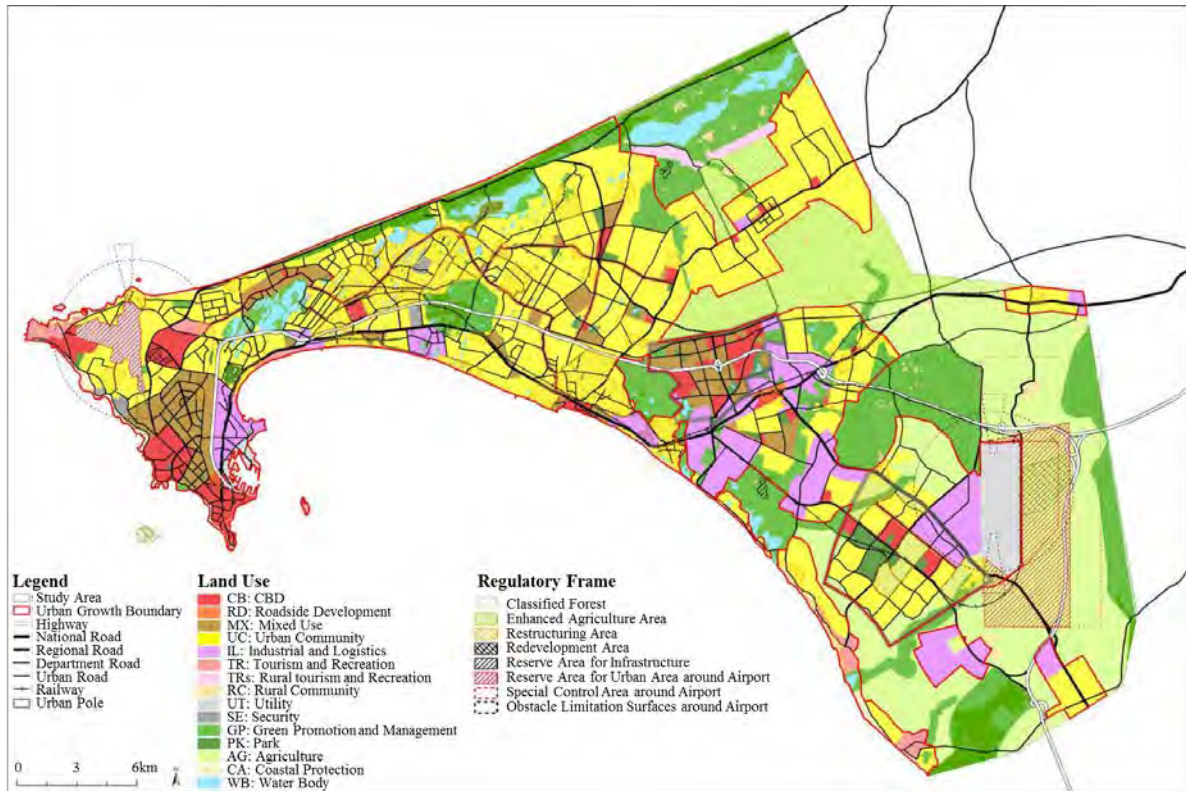 Legend
Study Area
Urban Growth Boundary
Highway
National Road
Regional Road
Department Road
Urban Road
Railway
Urban Pole
0 3 6km
N
Land Use
CB: CBD
RD: Roadside Development
MX: Mixed Use
UC: Urban Community
IL: Industrial and Logistics
TR: Tourism and Recreation
TRs: Rural tourism and Recreation
RC: Rural Community
UT: Utility
SE: Security
GP: Green Promotion and Management
PK: Park
AG: Agriculture
CA: Coastal Protection
WB: Water Body
Regulatory Frame
Classified Forest
Enhanced Agriculture Area
Restructuring Area
Redevelopment Area
Reserve Area for Infrastructure
Reserve Area for Urban Area around Airport
Special Control Area around Airport
Obstacle Limitation Surfaces around Airport